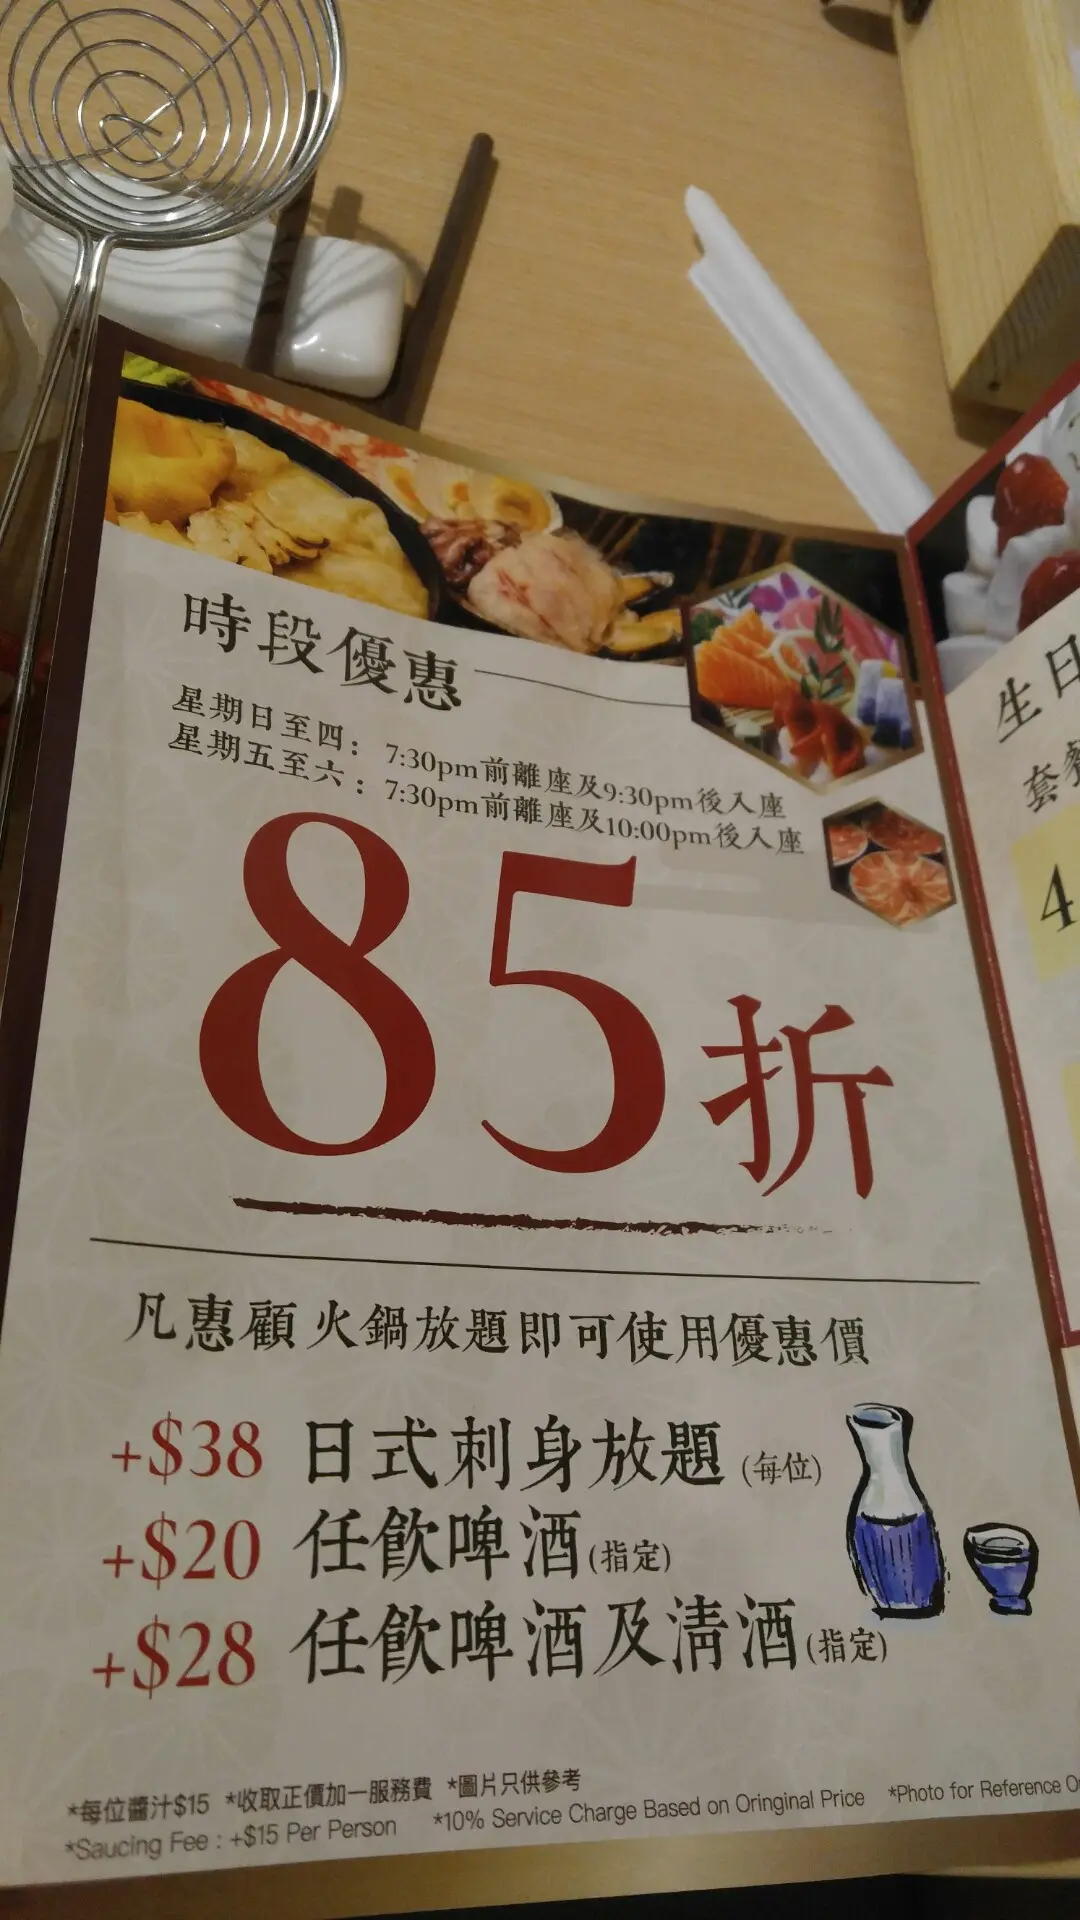 時段優惠
星期日至四：7:30pm前離座及9:30pm後入座
星期五至六：7:30pm前離座及10:00pm後入座
85折
凡惠顧火鍋放題即可使用優惠價
+$38 日式刺身放題(每位)
+$20 任飲啤酒(指定)
+$28 任飲啤酒及清酒(指定)
*每位醬汁$15 *收取正價加一服務費 *圖片只供參考
*Saucing Fee : +$15 Per Person *10% Service Charge Based on Oringinal Price *Photo for Reference
生日
套餐
4